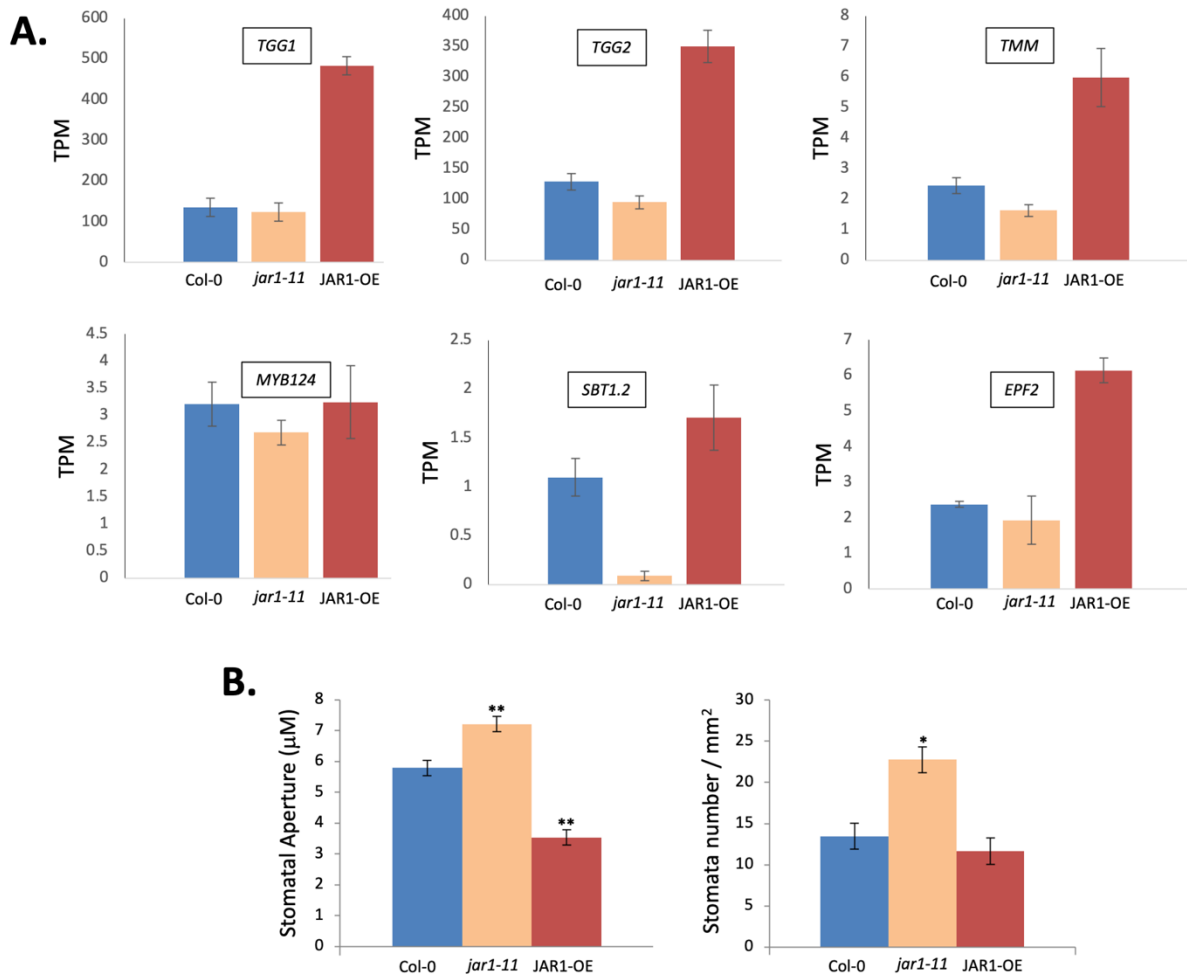 A.
TGG1
TPM
600
500
400
300
200
100
0
Col-0 jar1-11 JAR1-OE
TGG2
TPM
400
350
300
250
200
150
100
50
0
Col-0 jar1-11 JAR1-OE
TMM
TPM
8
7
6
5
4
3
2
1
0
Col-0 jar1-11 JAR1-OE
MYB124
TPM
4.5
4
3.5
3
2.5
2
1.5
1
0.5
0
Col-0 jar1-11 JAR1-OE
SBT1.2
TPM
2.5
2
1.5
1
0.5
0
Col-0 jar1-11 JAR1-OE
EPF2
TPM
7
6
5
4
3
2
1
0
Col-0 jar1-11 JAR1-OE
B.
Stomatal Aperture (µM)
8
7
6
5
4
3
2
1
0
**
**
Col-0 jar1-11 JAR1-OE
Stomata number / mm²
30
25
20
15
10
5
0
*
Col-0 jar1-11 JAR1-OE